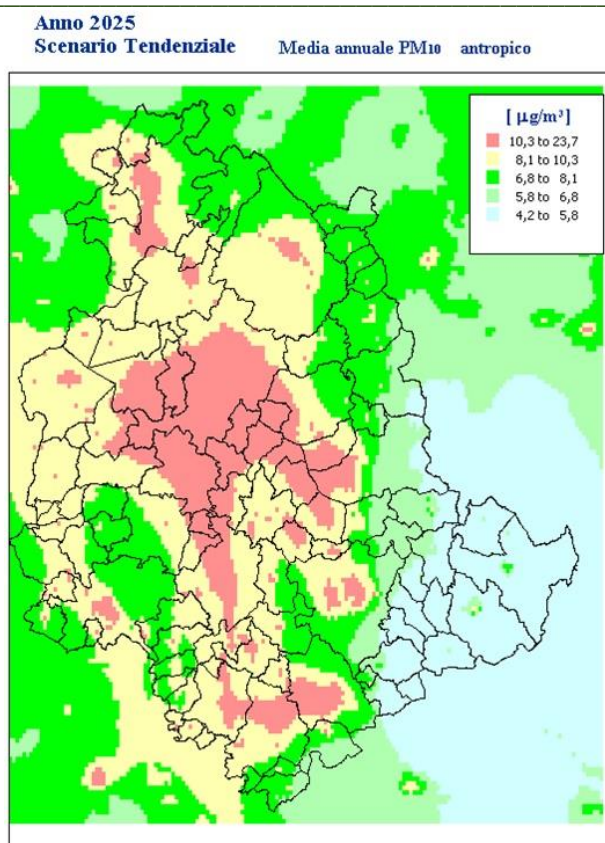 Anno 2025
Scenario Tendenziale Media annuale PM10 antropico
[ μg/m³]
10,3 to 23,7
8,1 to 10,3
6,8 to 8,1
5,8 to 6,8
4,2 to 5,8